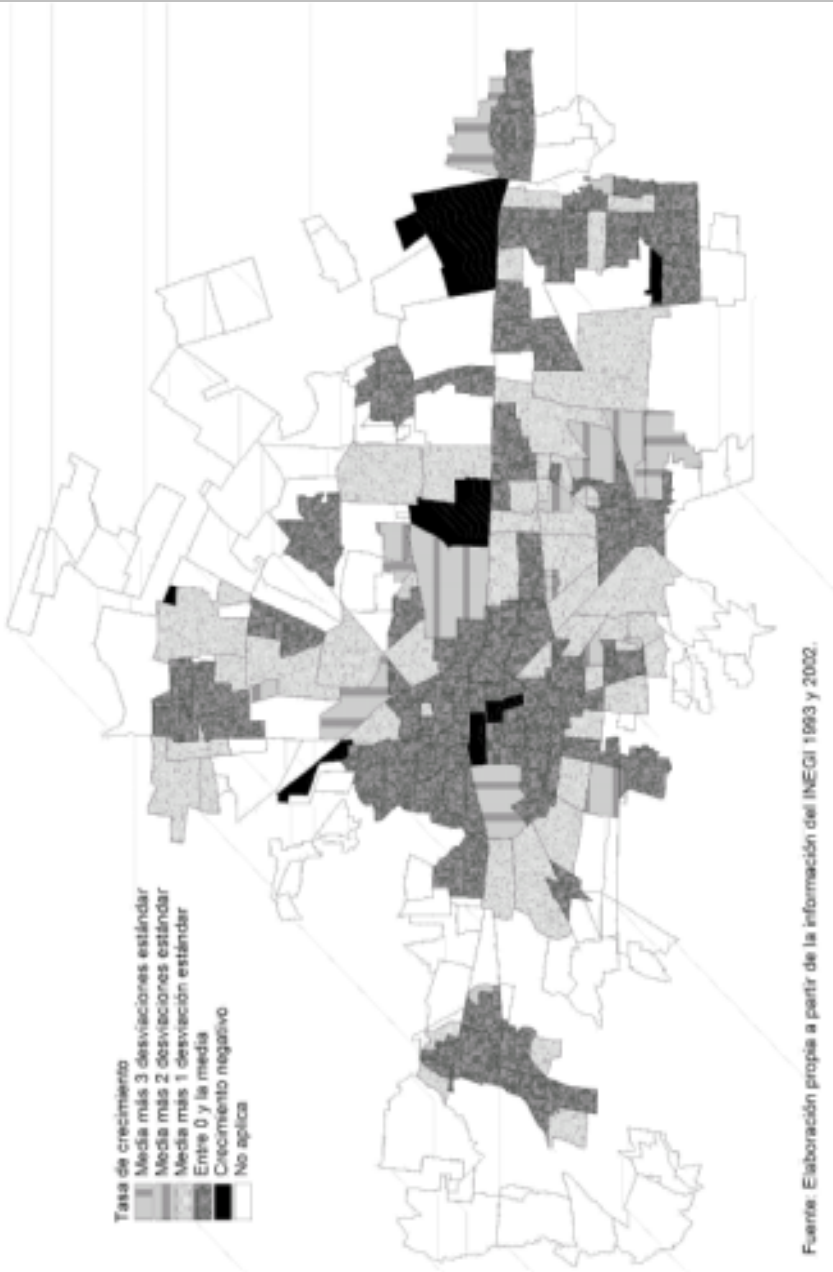 Tasa de crecimiento
Media más 3 desviaciones estándar
Media más 2 desviaciones estándar
Media más 1 desviación estándar
Entre 0 y la media
Crecimiento negativo
No aplica
Fuente: Elaboración propia a partir de la información del INEGI 1993 y 2002.